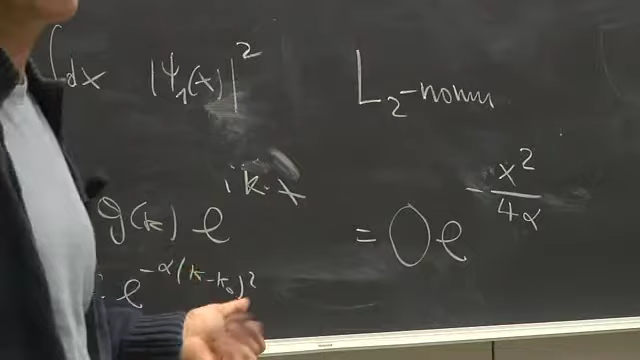 ∫dx |Ψ₁(x)|² L₂-norm
g(k) e^{ik·x} = O e^{-x²/4α}
: e^{-α(k-k₀)²}